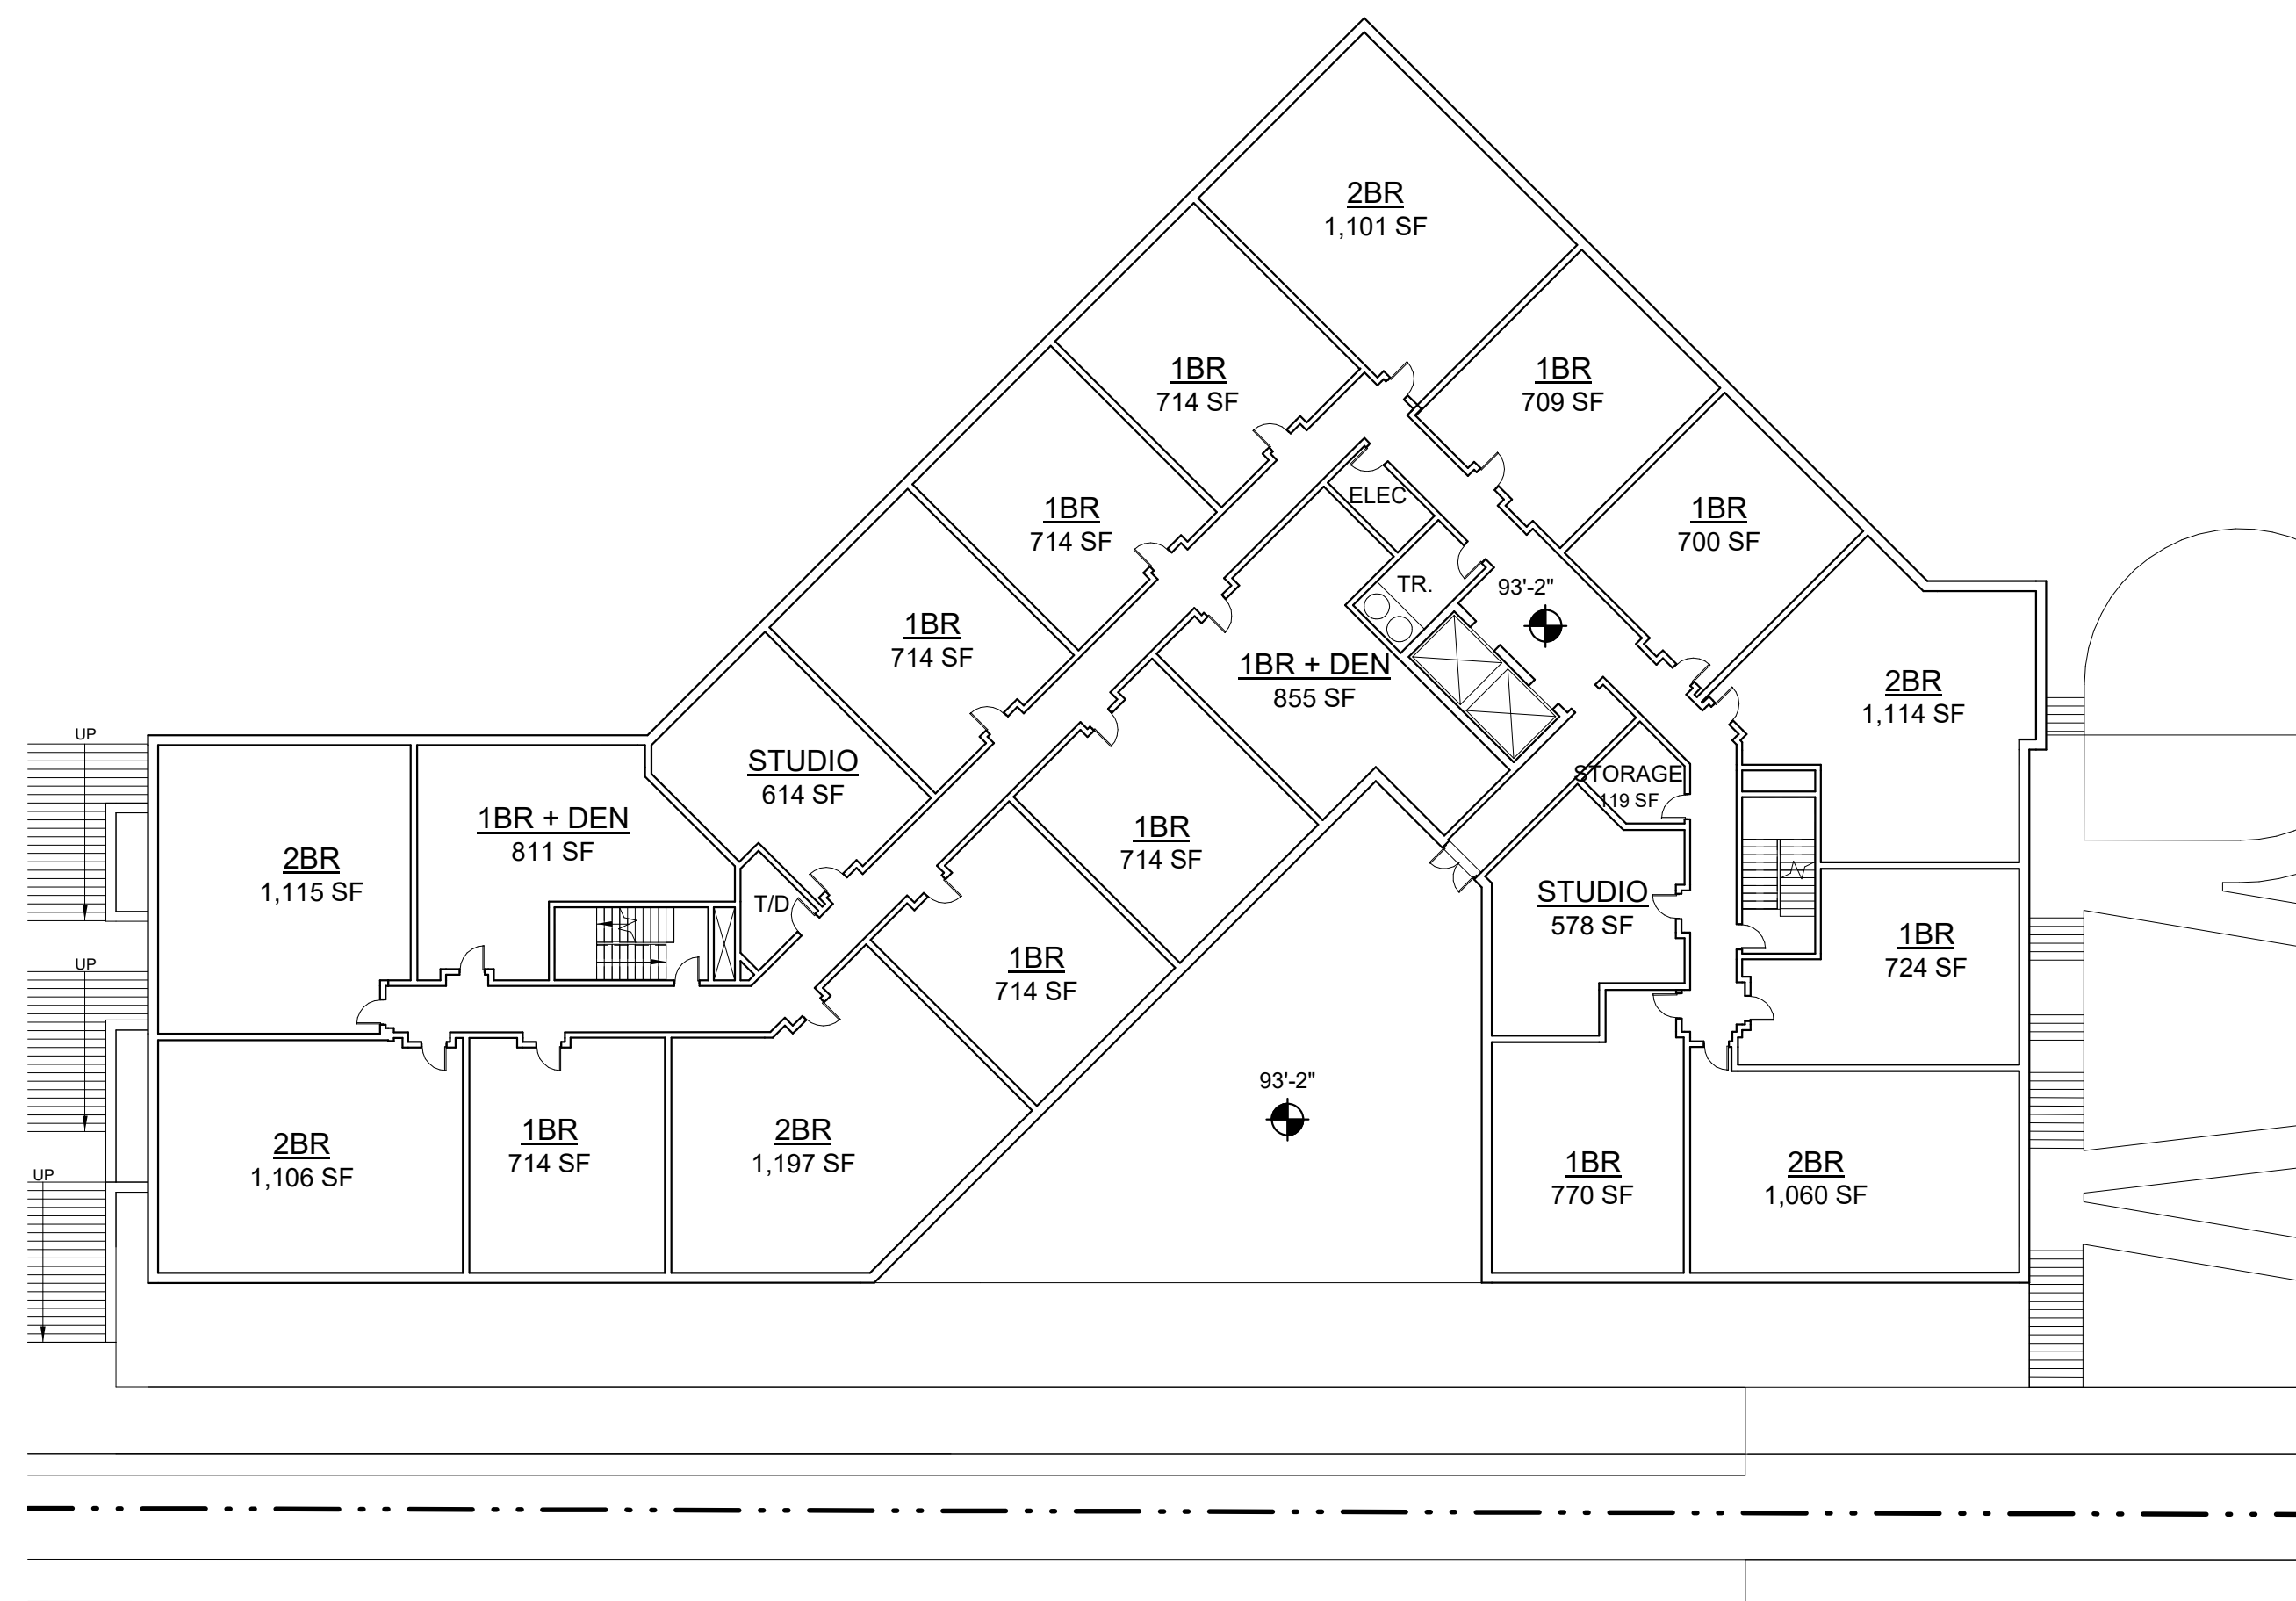 2BR
1,101 SF
1BR
714 SF
1BR
709 SF
ELEC
1BR
714 SF
1BR
700 SF
TR.
93'-2"
1BR
714 SF
1BR + DEN
855 SF
2BR
1,114 SF
UP
STUDIO
614 SF
STORAGE
119 SF
1BR + DEN
811 SF
1BR
714 SF
2BR
1,115 SF
T/D
STUDIO
578 SF
1BR
724 SF
UP
1BR
714 SF
93'-2"
2BR
1,106 SF
1BR
714 SF
2BR
1,197 SF
1BR
770 SF
2BR
1,060 SF
UP